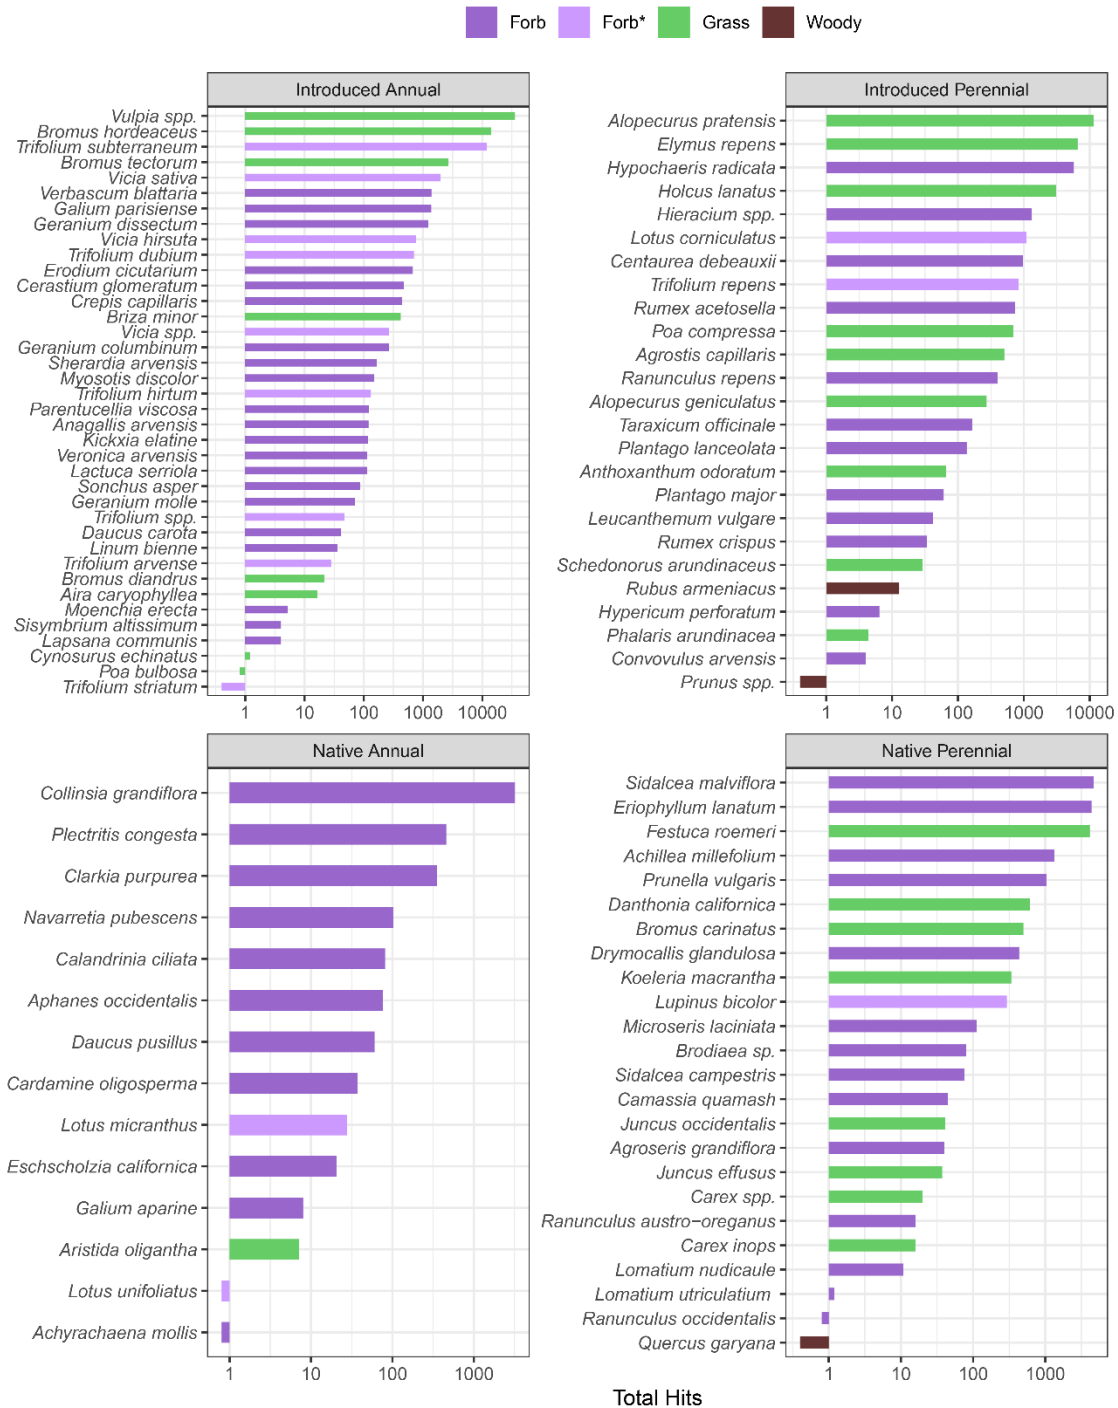 Forb Forb* Grass Woody
Introduced Annual
Vulpia spp.
Bromus hordeaceus
Trifolium subterraneum
Bromus tectorum
Vicia sativa
Verbascum blattaria
Galium parisiense
Geranium dissectum
Vicia hirsuta
Trifolium dubium
Erodium cicutarium
Cerastium glomeratum
Crepis capillaris
Briza minor
Vicia spp.
Geranium columbinum
Sherardia arvensis
Myosotis discolor
Trifolium hirtum
Parentucellia viscosa
Anagallis arvensis
Kickxia elatine
Veronica arvensis
Lactuca serriola
Sonchus asper
Geranium molle
Trifolium spp.
Daucus carota
Linum bienne
Trifolium arvense
Bromus diandrus
Aira caryophyllea
Moenchia erecta
Sisymbrium altissimum
Lapsana communis
Cynosurus echinatus
Poa bulbosa
Trifolium striatum
1 10 100 1000 10000
Introduced Perennial
Alopecurus pratensis
Elymus repens
Hypochaeris radicata
Holcus lanatus
Hieracium spp.
Lotus corniculatus
Centaurea debeauxii
Trifolium repens
Rumex acetosella
Poa compressa
Agrostis capillaris
Ranunculus repens
Alopecurus geniculatus
Taraxicum officinale
Plantago lanceolata
Anthoxanthum odoratum
Plantago major
Leucanthemum vulgare
Rumex crispus
Schedonorus arundinaceus
Rubus armeniacus
Hypericum perforatum
Phalaris arundinacea
Convovulus arvensis
Prunus spp.
1 10 100 1000 10000
Native Annual
Collinsia grandiflora
Plectritis congesta
Clarkia purpurea
Navarretia pubescens
Calandrinia ciliata
Aphanes occidentalis
Daucus pusillus
Cardamine oligosperma
Lotus micranthus
Eschscholzia californica
Galium aparine
Aristida oligantha
Lotus unifoliatus
Achyrachaena mollis
1 10 100 1000
Native Perennial
Sidalcea malviflora
Eriophyllum lanatum
Festuca roemeri
Achillea millefolium
Prunella vulgaris
Danthonia californica
Bromus carinatus
Drymocallis glandulosa
Koeleria macrantha
Lupinus bicolor
Microseris laciniata
Brodiaea sp.
Sidalcea campestris
Camassia quamash
Juncus occidentalis
Agroseris grandiflora
Juncus effusus
Carex spp.
Ranunculus austro−oreganus
Carex inops
Lomatium nudicaule
Lomatium utriculatium
Ranunculus occidentalis
Quercus garyana
1 10 100 1000
Total Hits